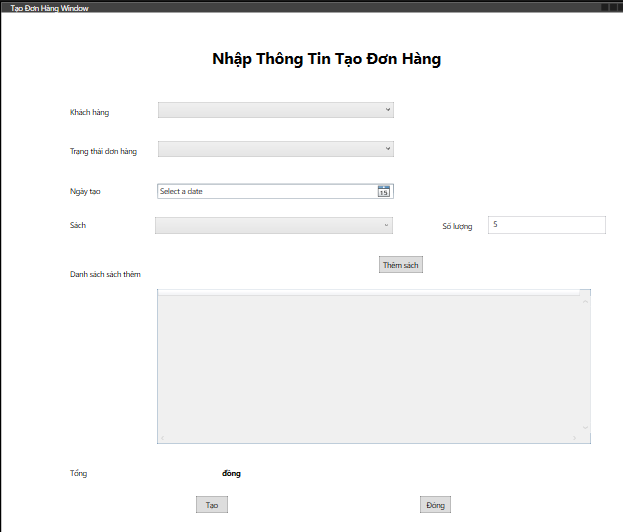 Tạo Đơn Hàng Window
Nhập Thông Tin Tạo Đơn Hàng
Khách hàng
Trạng thái đơn hàng
Ngày tạo
Select a date
15
Sách
Số lượng
5
Thêm sách
Danh sách sách thêm
Tổng
đồng
Tạo
Đóng